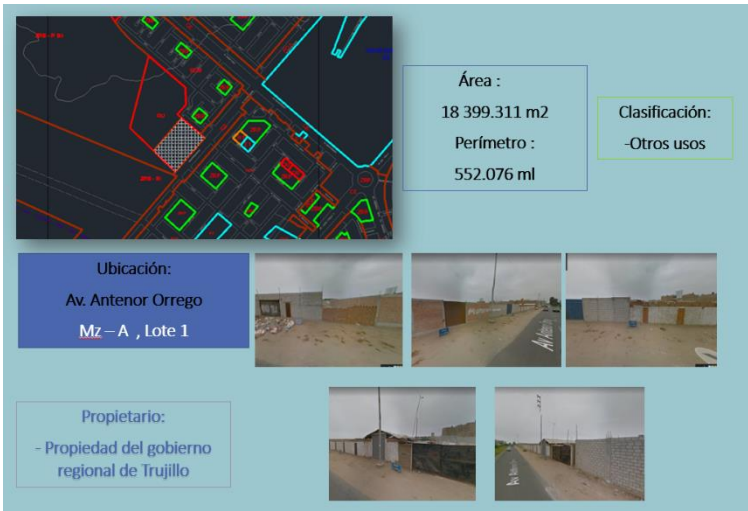 Área :
18 399.311 m2
Perímetro :
552.076 ml
Clasificación:
-Otros usos
Ubicación:
Av. Antenor Orrego
Mz – A , Lote 1
Propietario:
- Propiedad del gobierno
regional de Trujillo